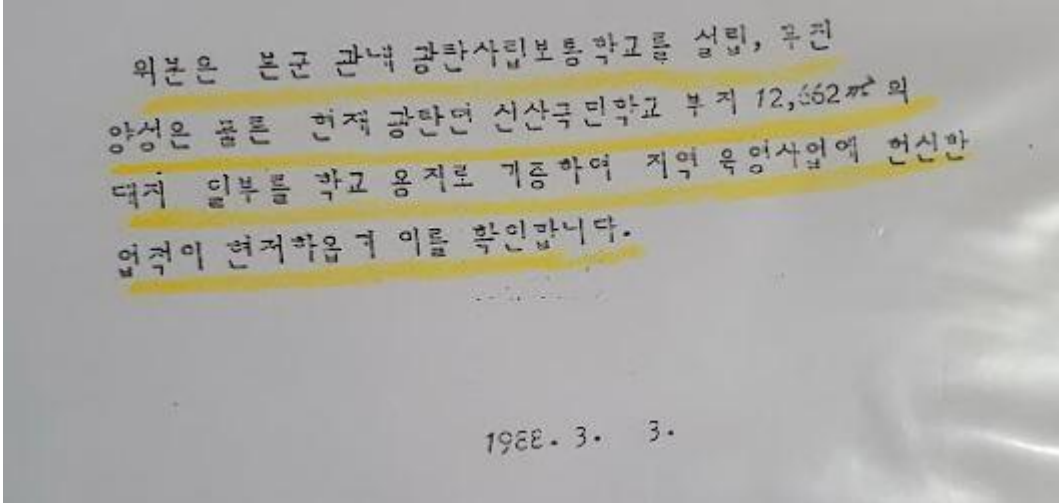 위분은 본군 관내 광탄사립보통학교를 설립, 후진
양성은 물론 현재 광탄면 신산국민학교 부지 12,662㎡의
대지 일부를 학교 용지로 기증하여 지역 육영사업에 헌신한
업적이 현저하옵기 이를 확인합니다.
1988. 3. 3.